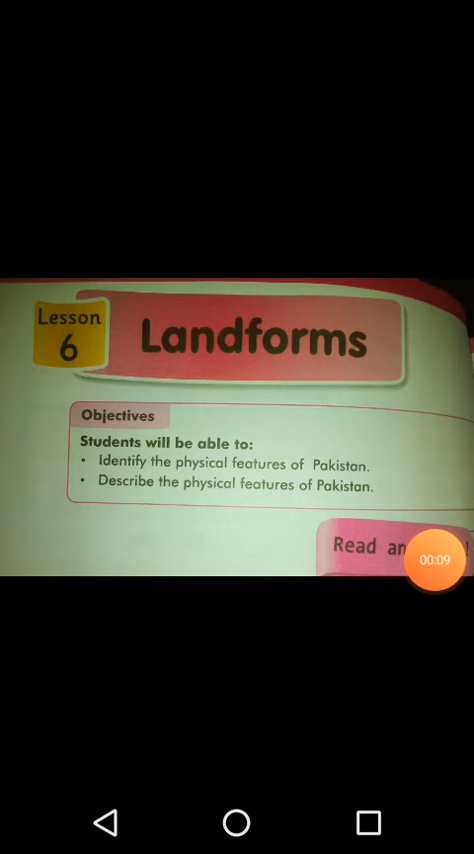 Lesson
6
Landforms
Objectives
Students will be able to:
• Identify the physical features of Pakistan.
• Describe the physical features of Pakistan.
Read
00:09